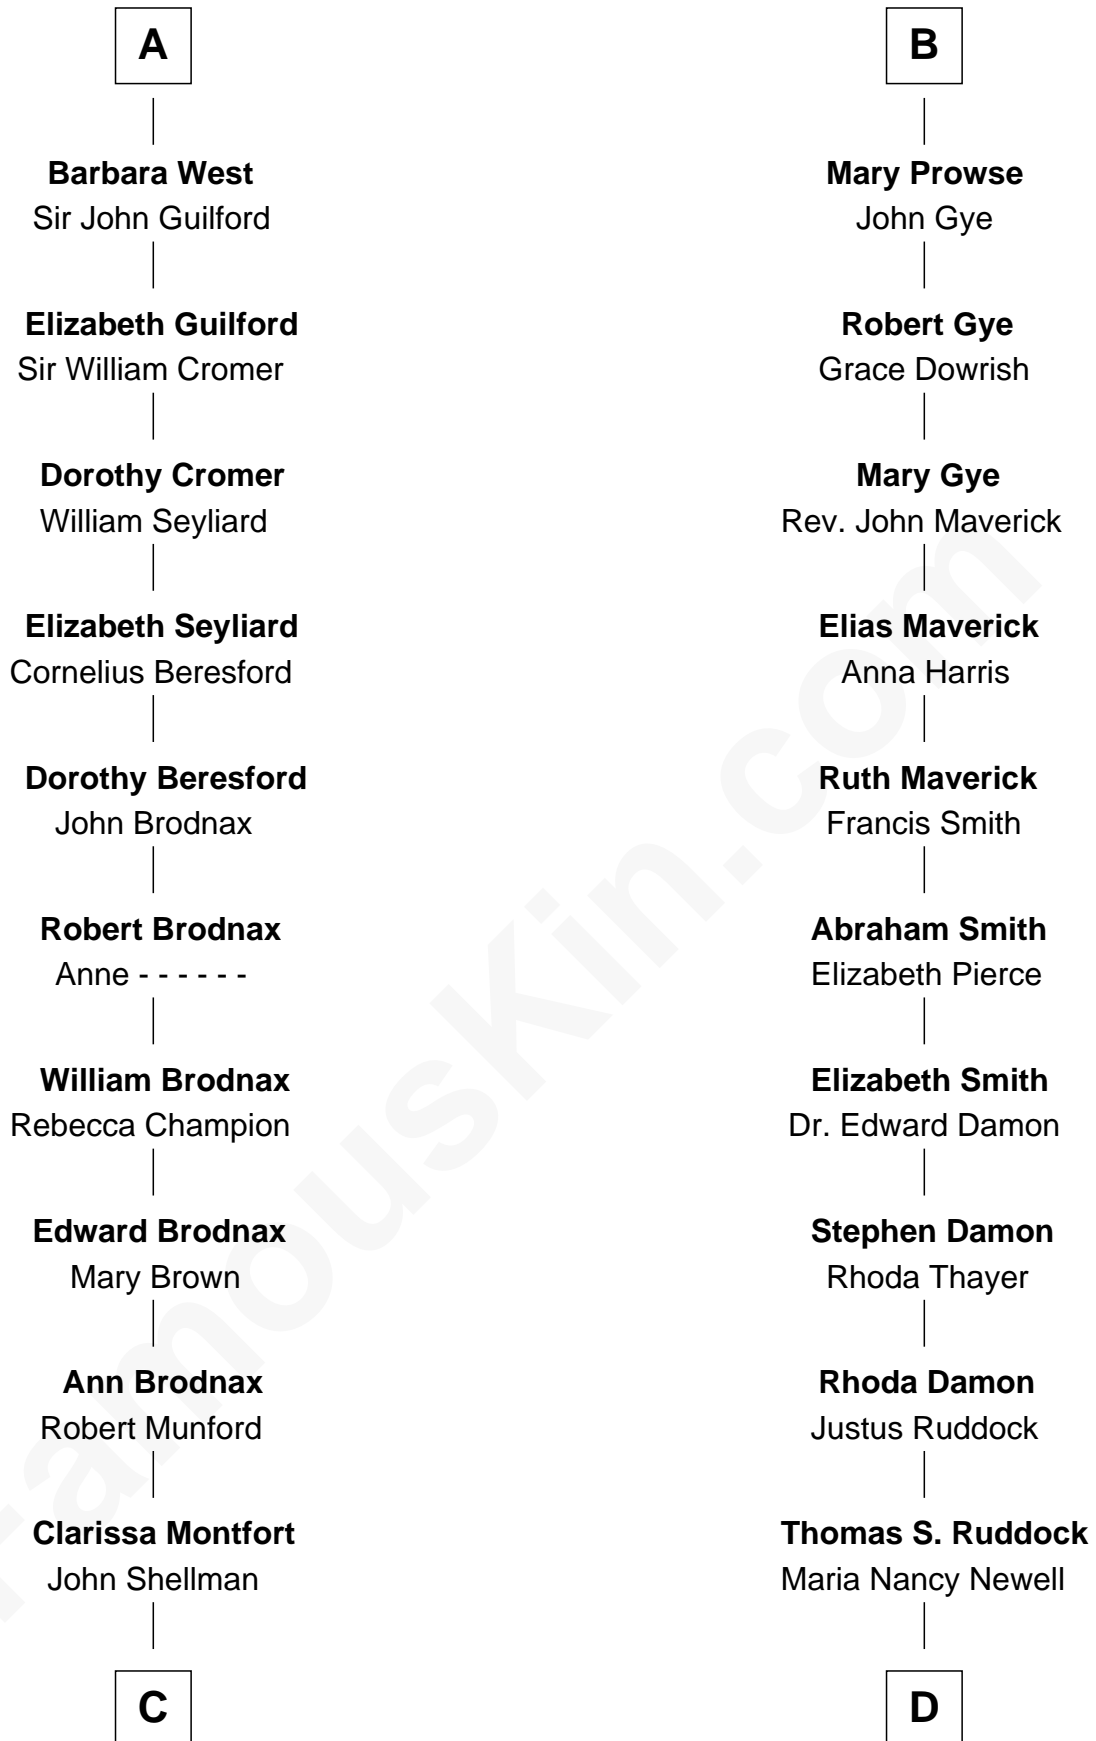 A
Barbara West
Sir John Guilford
Elizabeth Guilford
Sir William Cromer
Dorothy Cromer
William Seyliard
Elizabeth Seyliard
Cornelius Beresford
Dorothy Beresford
John Brodnax
Robert Brodnax
Anne - - - - - -
William Brodnax
Rebecca Champion
Edward Brodnax
Mary Brown
Ann Brodnax
Robert Munford
Clarissa Montfort
John Shellman
C
B
Mary Prowse
John Gye
Robert Gye
Grace Dowrish
Mary Gye
Rev. John Maverick
Elias Maverick
Anna Harris
Ruth Maverick
Francis Smith
Abraham Smith
Elizabeth Pierce
Elizabeth Smith
Dr. Edward Damon
Stephen Damon
Rhoda Thayer
Rhoda Damon
Justus Ruddock
Thomas S. Ruddock
Maria Nancy Newell
D
FamousKin.com